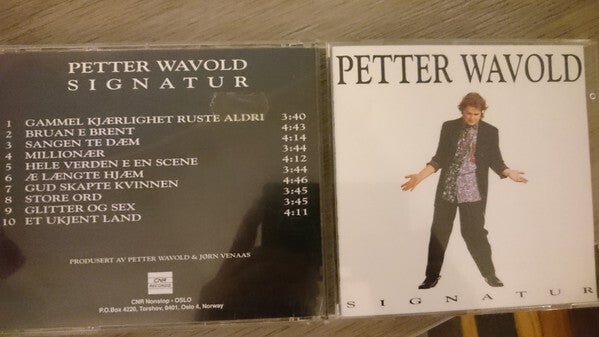 PETTER WAVOLD
SIGNATUR
1 GAMMEL KJÆRLIGHET RUSTE ALDRI 3:40
2 BRUAN E BRENT 4:43
3 SANGEN TE DÆM 4:14
4 MILLIONÆR 3:44
5 HELE VERDEN E EN SCENE 4:12
6 Æ LÆNGTE HJÆM 3:44
7 GUD SKAPTE KVINNEN 4:46
8 STORE ORD 3:45
9 GLITTER OG SEX 3:45
10 ET UKJENT LAND 4:11
PRODUSERT AV PETTER WAVOLD & JØRN VENAAS
CNR
RECORDS
CNR Nonstop • OSLO
P.O.Box 4220, Torshov, 0401, Oslo 4, Norway
PETTER WAVOLD
SIGNATUR